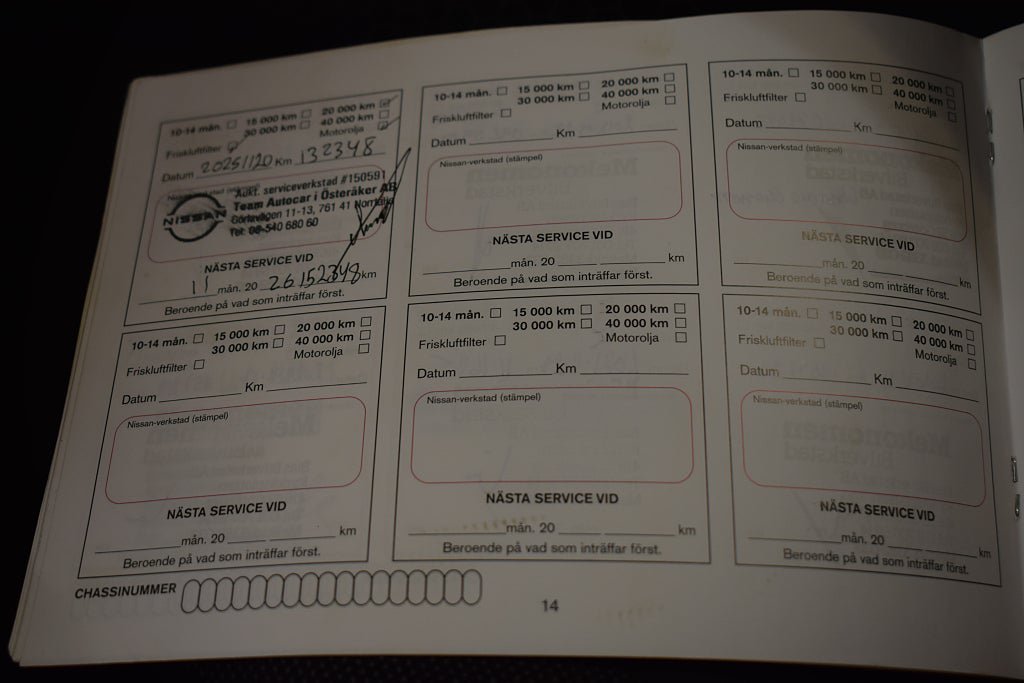 10-14 mån. 15 000 km 20 000 km
30 000 km 40 000 km
Friskluftfilter Motorolja
Datum 20251120 Km 132348
Nissan-verkstad
NISSAN
Aukt. serviceverkstad #150591
Team Autocar i Österåker AB
Görlavägen 11-13, 761 41 Norrtälje
Tel: 08-540 680 60
NÄSTA SERVICE VID
11 mån. 20 26 152348 km
Beroende på vad som inträffar först.
10-14 mån. 15 000 km 20 000 km
30 000 km 40 000 km
Friskluftfilter Motorolja
Datum Km
Nissan-verkstad (stämpel)
NÄSTA SERVICE VID
mån. 20 km
Beroende på vad som inträffar först.
10-14 mån. 15 000 km 20 000 km
30 000 km 40 000 km
Friskluftfilter Motorolja
Datum Km
Nissan-verkstad (stämpel)
NÄSTA SERVICE VID
mån. 20 km
Beroende på vad som inträffar först.
10-14 mån. 15 000 km 20 000 km
30 000 km 40 000 km
Friskluftfilter Motorolja
Datum Km
Nissan-verkstad (stämpel)
NÄSTA SERVICE VID
mån. 20 km
Beroende på vad som inträffar först.
10-14 mån. 15 000 km 20 000 km
30 000 km 40 000 km
Friskluftfilter Motorolja
Datum Km
Nissan-verkstad (stämpel)
NÄSTA SERVICE VID
mån. 20 km
Beroende på vad som inträffar först.
10-14 mån. 15 000 km 20 000 km
30 000 km 40 000 km
Friskluftfilter Motorolja
Datum Km
Nissan-verkstad (stämpel)
NÄSTA SERVICE VID
mån. 20 km
Beroende på vad som inträffar först.
CHASSINUMMER
14